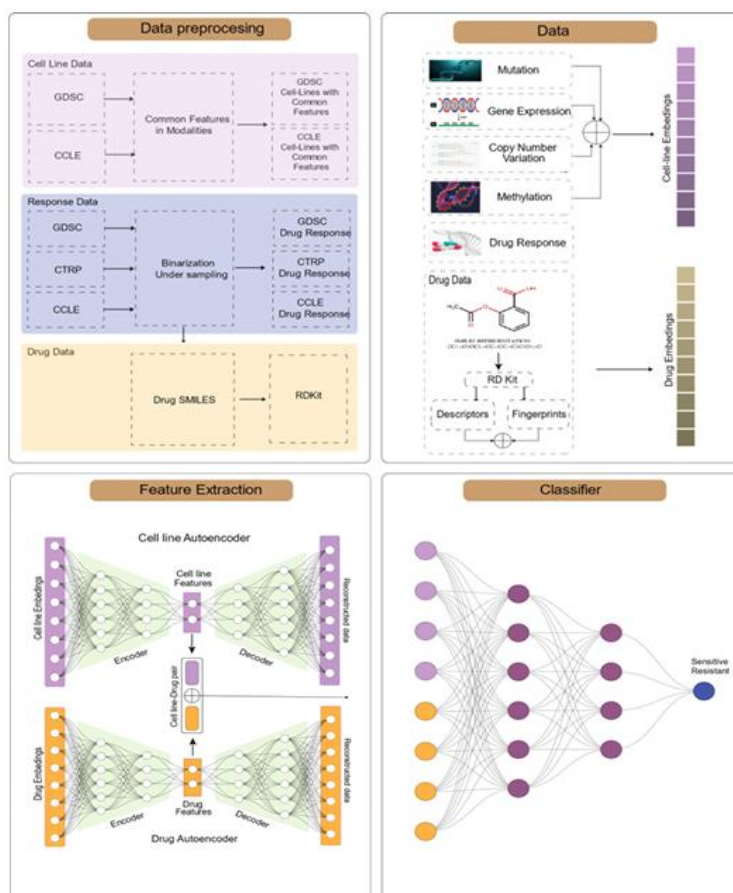 Data preprocesing
Cell Line Data
GDSC
CCLE
Common Features
in Modalities
GDSC
Cell-Lines with
Common
Features
CCLE
Cell-Lines with
Common
Features
Response Data
GDSC
CTRP
CCLE
Binarization
Under sampling
GDSC
Drug Response
CTRP
Drug Response
CCLE
Drug Response
Drug Data
Drug SMILES
RDKit
Data
Mutation
Gene Expression
Copy Number
Variation
Methylation
Drug Response
Cell-line Embeddings
Drug Data
H₃C
O
O
O
OH
RD Kit
Descriptors
Fingerprints
Drug Embeddings
Feature Extraction
Cell line Autoencoder
Cell line Embedings
Cell line
Features
Reconstructed data
Encoder
Decoder
Cell line-Drug pair
Drug Embedings
Drug
Features
Reconstructed data
Encoder
Decoder
Drug Autoencoder
Classifier
Sensitive
Resistant